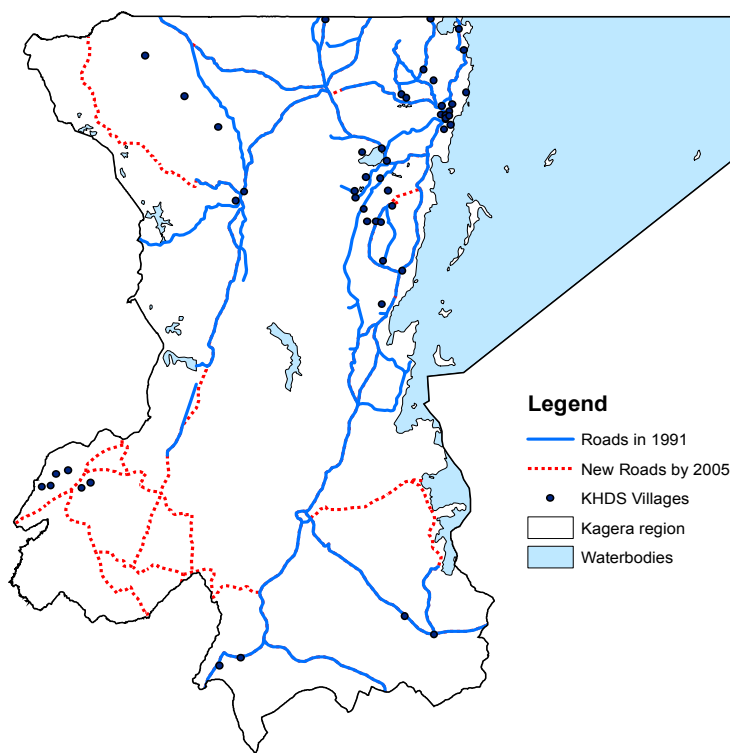 Legend
Roads in 1991
New Roads by 2005
KHDS Villages
Kagera region
Waterbodies